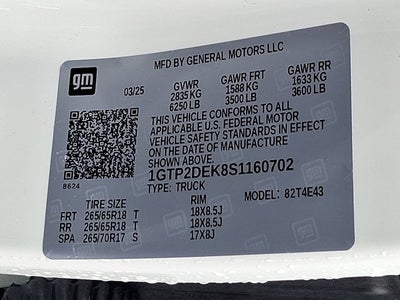 gm
MFD BY GENERAL MOTORS LLC
03/25 GVWR GAWR FRT GAWR RR
2835 KG 1588 KG 1633 KG
6250 LB 3500 LB 3600 LB
THIS VEHICLE CONFORMS TO ALL
APPLICABLE U.S. FEDERAL MOTOR
VEHICLE SAFETY STANDARDS IN EFFECT
ON THE DATE OF MANUFACTURE
SHOWN ABOVE.
8624 1GTP2DEK8S1160702
TYPE: TRUCK MODEL: 82T4E43
TIRE SIZE RIM
FRT 265/65R18 T 18X8.5J
RR 265/65R18 T 18X8.5J
SPA 265/70R17 S 17X8J